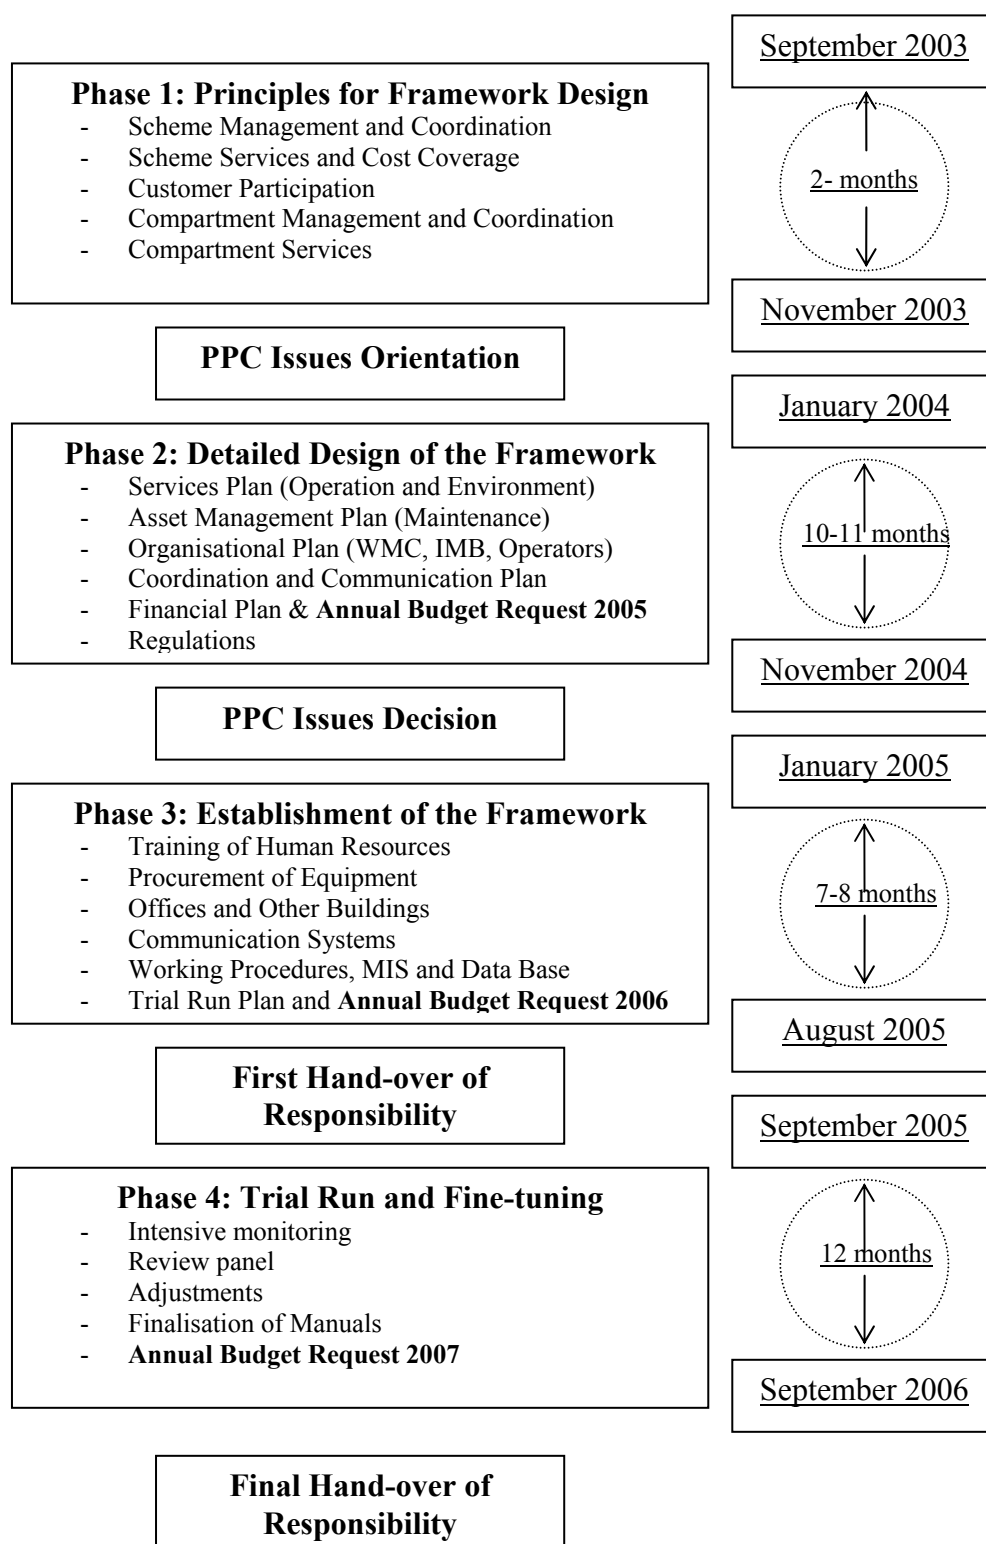 September 2003
Phase 1: Principles for Framework Design
- Scheme Management and Coordination
- Scheme Services and Cost Coverage
- Customer Participation
- Compartment Management and Coordination
- Compartment Services
2- months
November 2003
PPC Issues Orientation
January 2004
Phase 2: Detailed Design of the Framework
- Services Plan (Operation and Environment)
- Asset Management Plan (Maintenance)
- Organisational Plan (WMC, IMB, Operators)
- Coordination and Communication Plan
- Financial Plan & Annual Budget Request 2005
- Regulations
10-11 months
November 2004
PPC Issues Decision
January 2005
Phase 3: Establishment of the Framework
- Training of Human Resources
- Procurement of Equipment
- Offices and Other Buildings
- Communication Systems
- Working Procedures, MIS and Data Base
- Trial Run Plan and Annual Budget Request 2006
7-8 months
August 2005
First Hand-over of
Responsibility
September 2005
Phase 4: Trial Run and Fine-tuning
- Intensive monitoring
- Review panel
- Adjustments
- Finalisation of Manuals
- Annual Budget Request 2007
12 months
September 2006
Final Hand-over of
Responsibility